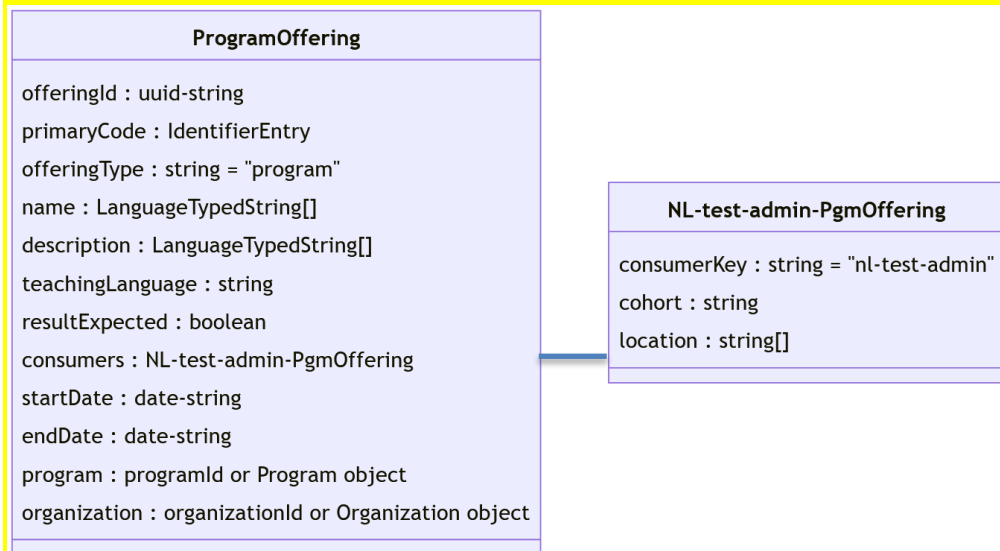 ProgramOffering
offeringId : uuid-string
primaryCode : IdentifierEntry
offeringType : string = "program"
name : LanguageTypedString[]
description : LanguageTypedString[]
teachingLanguage : string
resultExpected : boolean
consumers : NL-test-admin-PgmOffering
startDate : date-string
endDate : date-string
program : programId or Program object
organization : organizationId or Organization object
NL-test-admin-PgmOffering
consumerKey : string = "nl-test-admin"
cohort : string
location : string[]